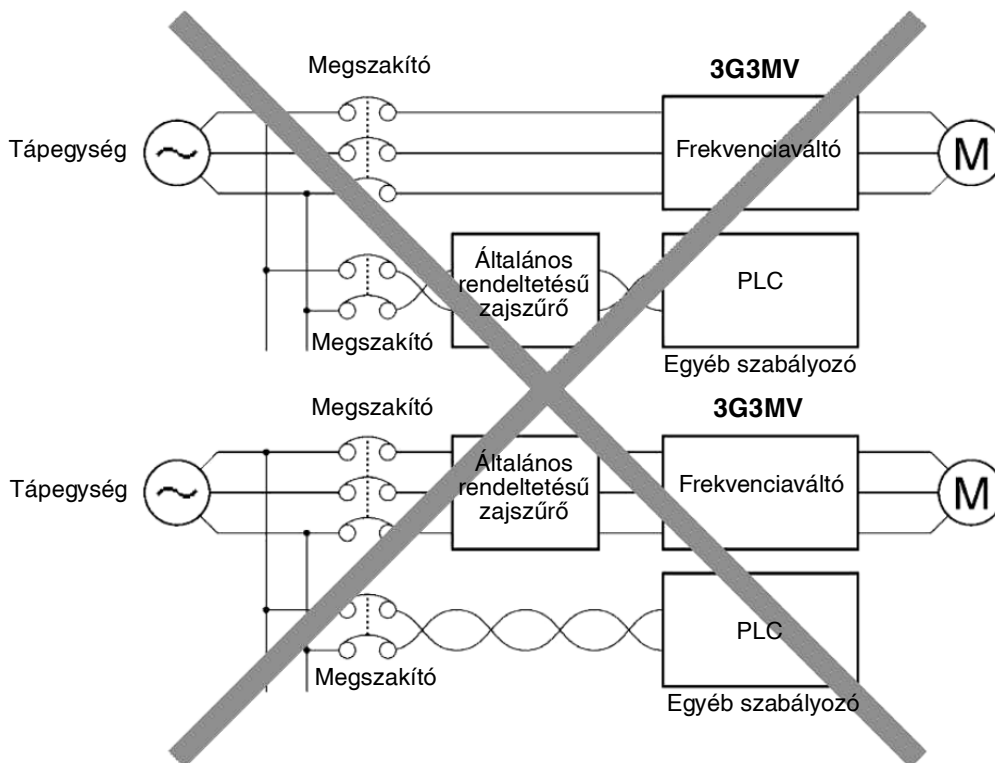 Megszakító
3G3MV
Tápegység
Frekvenciaváltó
M
Általános
rendeltetésű
zajszűrő
PLC
Megszakító
Egyéb szabályozó
Megszakító
3G3MV
Tápegység
Általános
rendeltetésű
zajszűrő
Frekvenciaváltó
M
PLC
Megszakító
Egyéb szabályozó